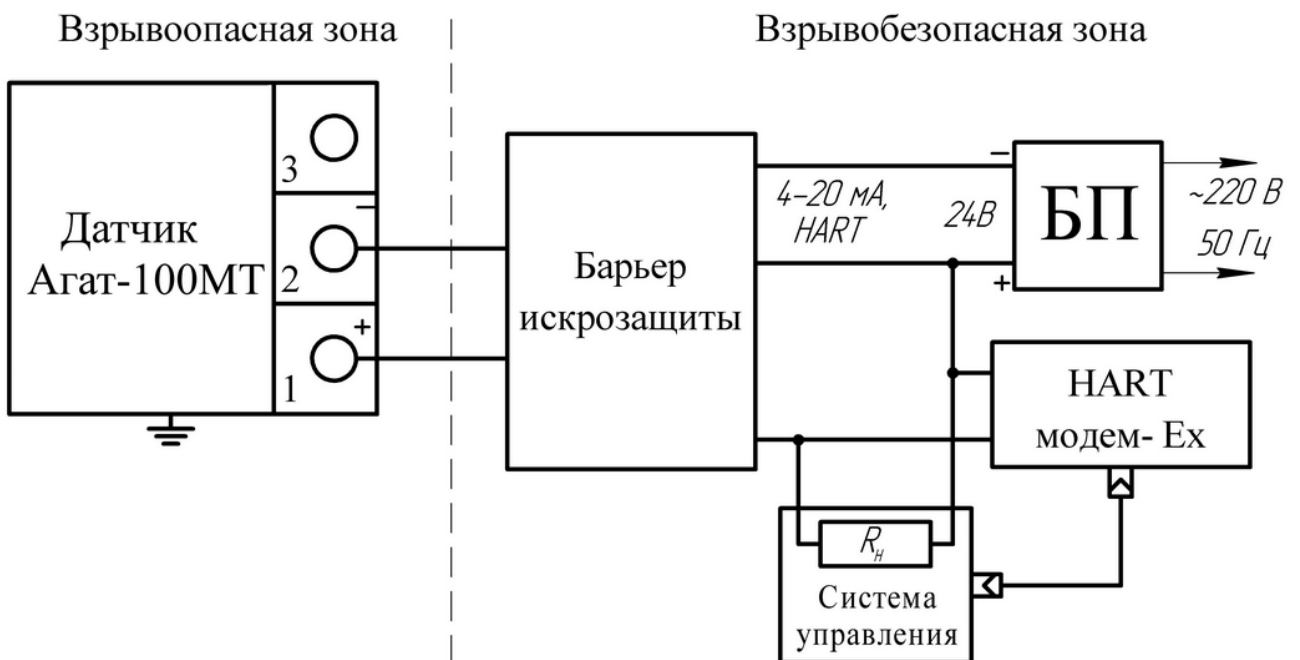 Взрывоопасная зона
Взрывобезопасная зона
Датчик
Агат-100МТ
3
2
−
1
+
Барьер
искрозащиты
4–20 мА,
HART
24В
−
+
БП
~220 В
50 Гц
HART
модем- Ex
Rн
Система
управления